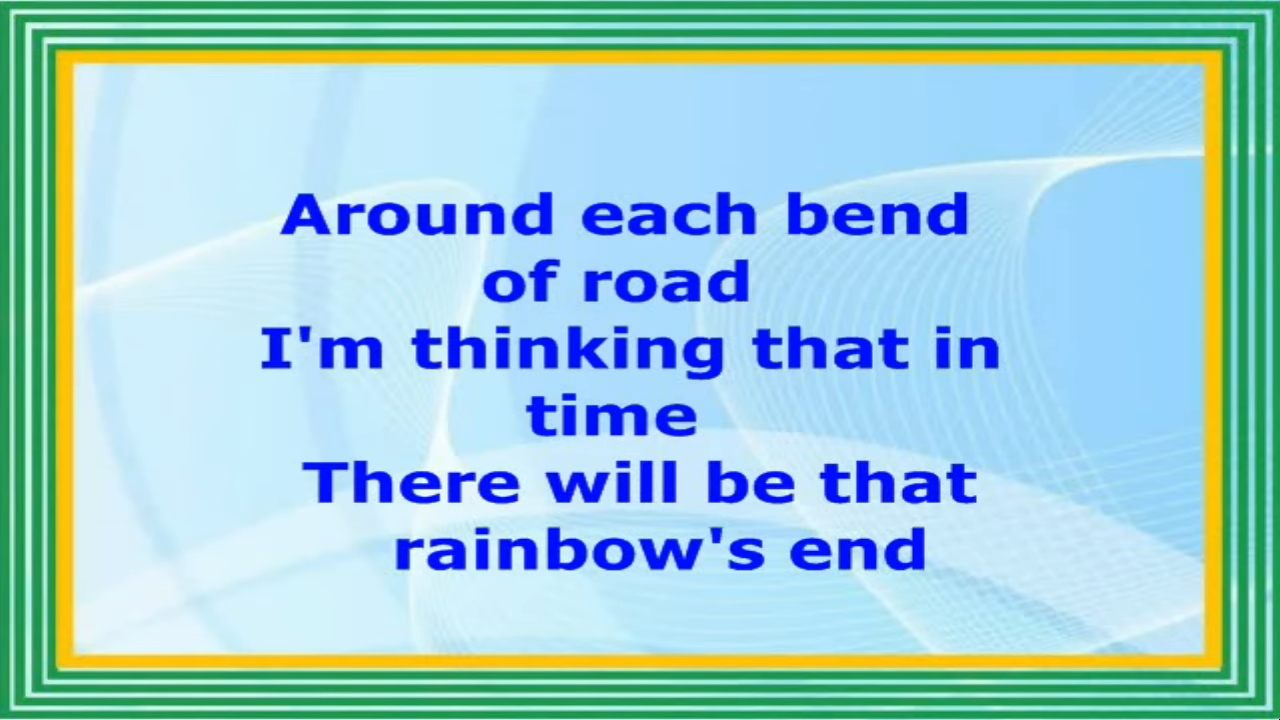 Around each bend
of road
I'm thinking that in
time
There will be that
rainbow's end